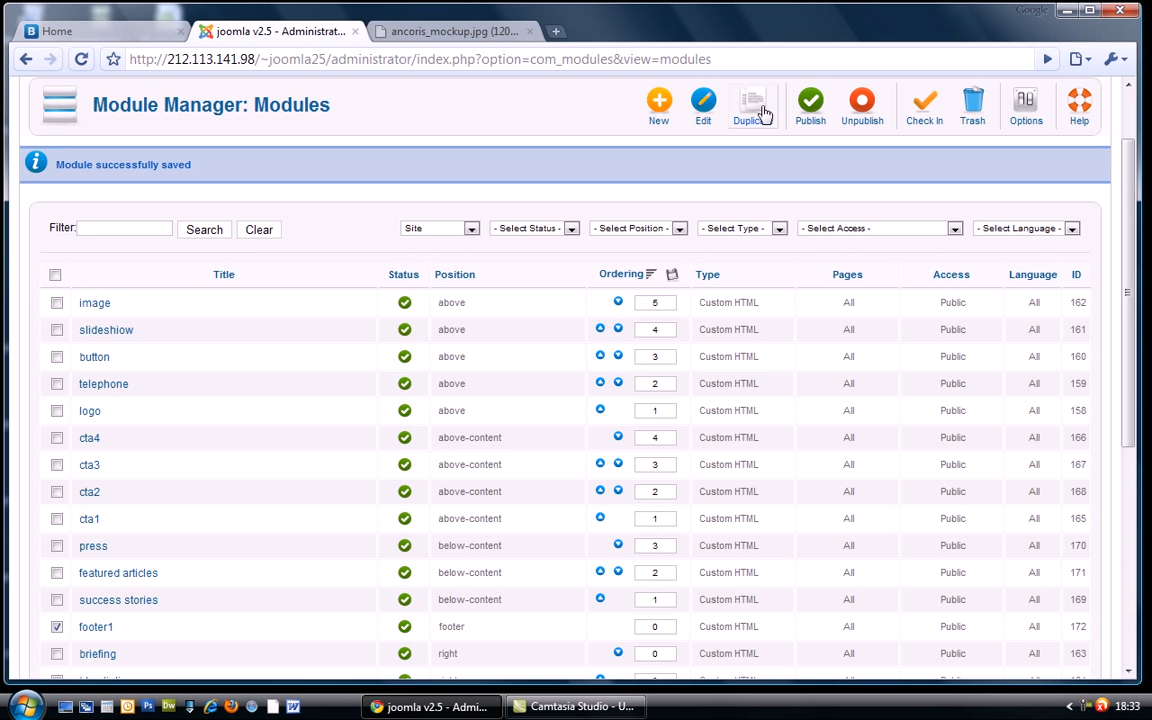 Google
Home
joomla v2.5 - Administrat...
ancoris_mockup.jpg (120...
http://212.113.141.98/~joomla25/administrator/index.php?option=com_modules&view=modules
Module Manager: Modules
New
Edit
Duplic
Publish
Unpublish
Check In
Trash
Options
Help
Module successfully saved
Filter:
Search
Clear
Site
- Select Status -
- Select Position -
- Select Type -
- Select Access -
- Select Language -
Title Status Position Ordering Type Pages Access Language ID
image above 5 Custom HTML All Public All 162
slideshiow above 4 Custom HTML All Public All 161
button above 3 Custom HTML All Public All 160
telephone above 2 Custom HTML All Public All 159
logo above 1 Custom HTML All Public All 158
cta4 above-content 4 Custom HTML All Public All 166
cta3 above-content 3 Custom HTML All Public All 167
cta2 above-content 2 Custom HTML All Public All 168
cta1 above-content 1 Custom HTML All Public All 165
press below-content 3 Custom HTML All Public All 170
featured articles below-content 2 Custom HTML All Public All 171
success stories below-content 1 Custom HTML All Public All 169
footer1 footer 0 Custom HTML All Public All 172
briefing right 0 Custom HTML All Public All 163
joomla v2.5 - Admi...
Camtasia Studio - U...
18:33